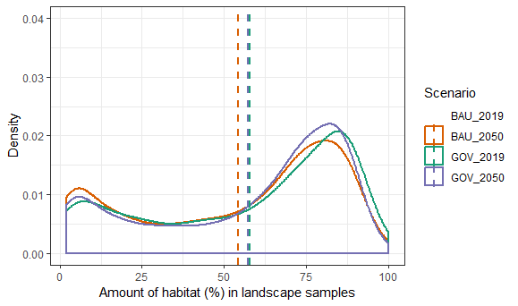 0.04
0.03
0.02
0.01
0.00
Density
0
25
50
75
100
Amount of habitat (%) in landscape samples
Scenario
BAU_2019
BAU_2050
GOV_2019
GOV_2050